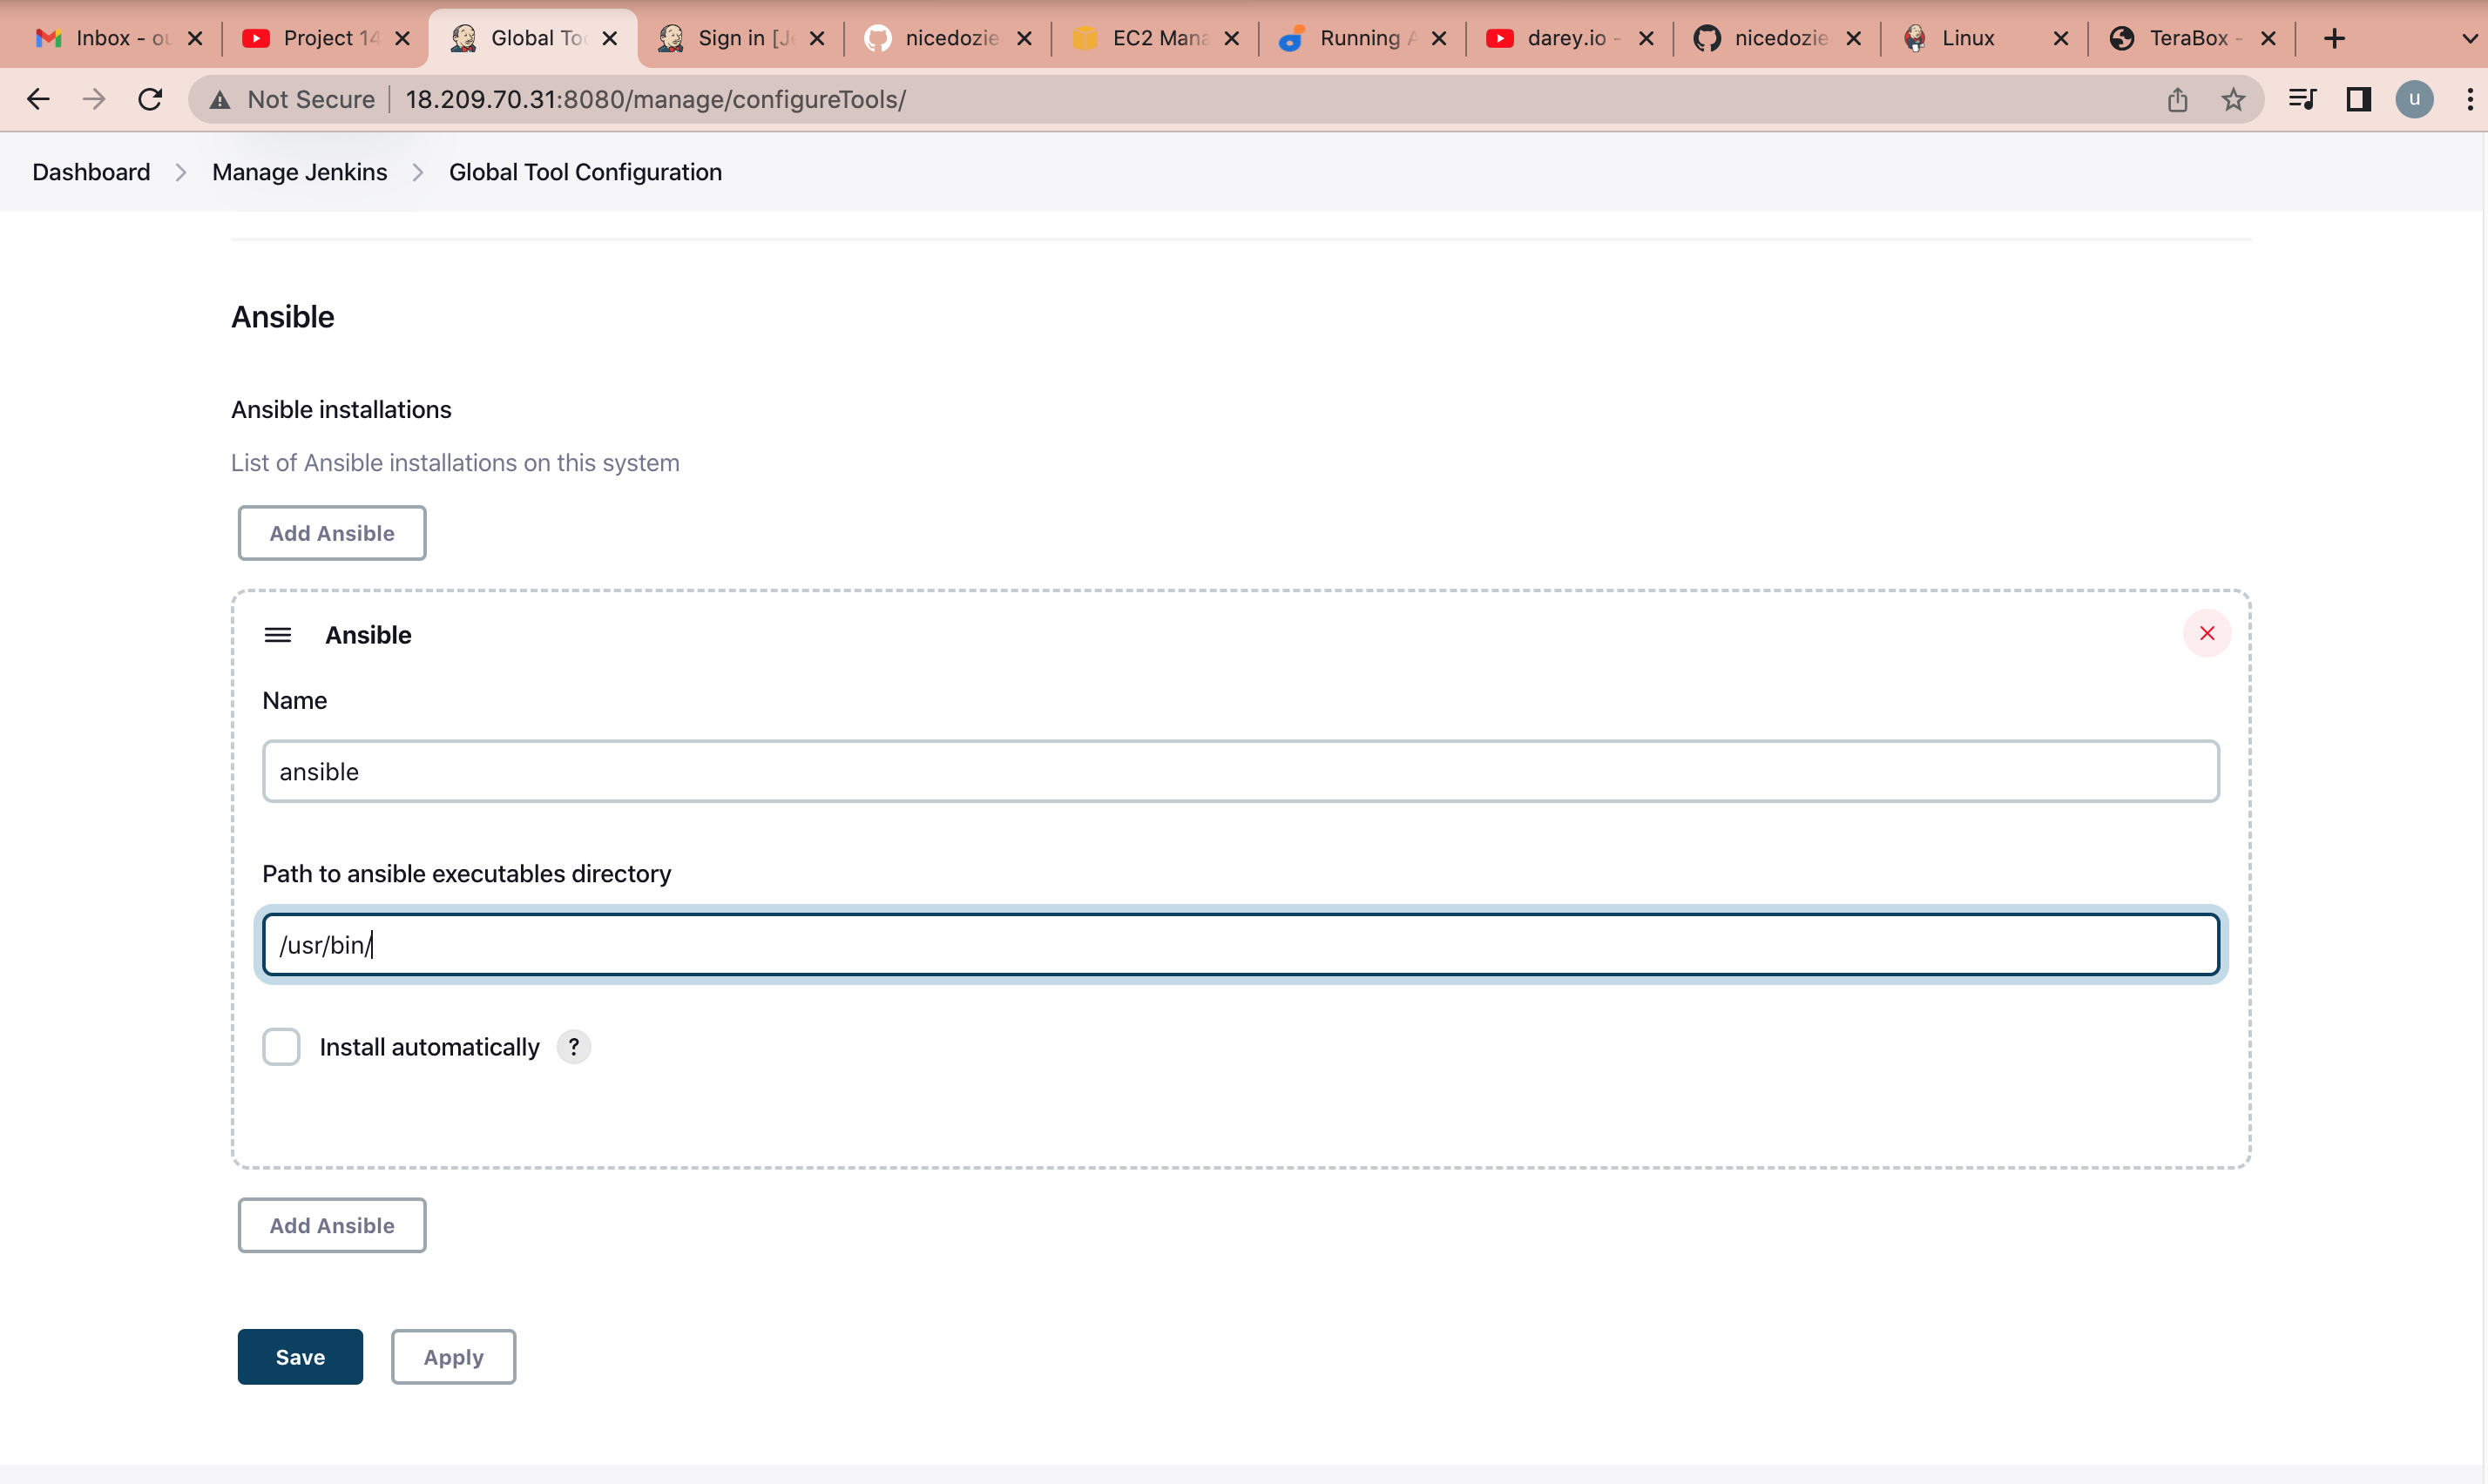 Inbox - ou
Project 14
Global Too
Sign in [Je
nicedozie
EC2 Mana
Running A
darey.io -
nicedozie
Linux
TeraBox -
Not Secure 18.209.70.31:8080/manage/configureTools/
u
Dashboard Manage Jenkins Global Tool Configuration
Ansible
Ansible installations
List of Ansible installations on this system
Add Ansible
Ansible
Name
ansible
Path to ansible executables directory
/usr/bin/
Install automatically ?
Add Ansible
Save Apply